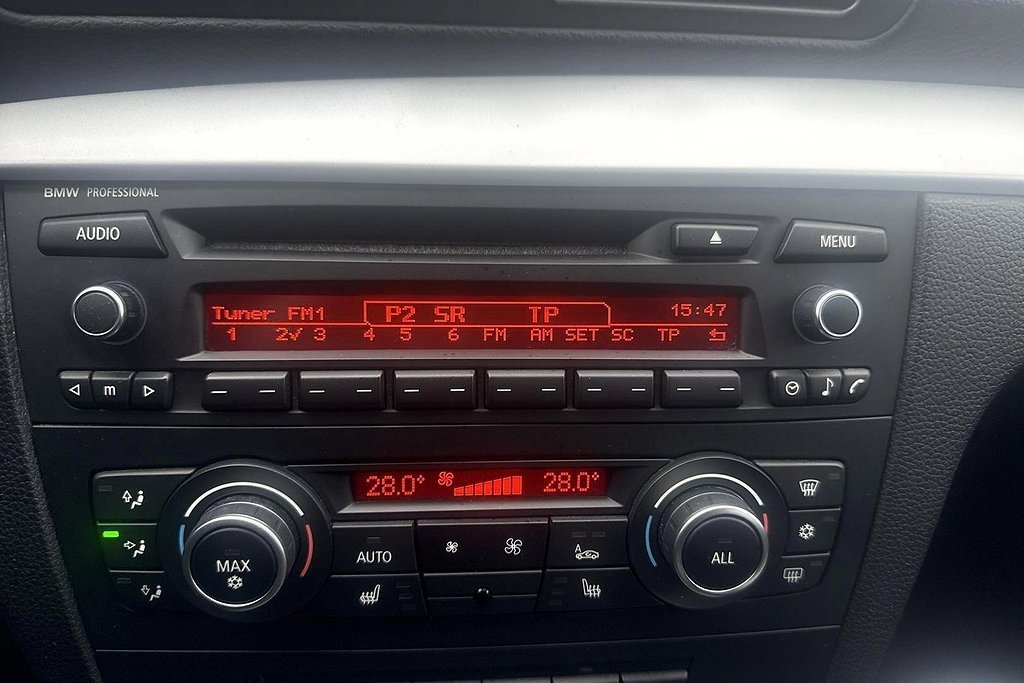 BMW PROFESSIONAL
AUDIO
MENU
Tuner FM1 P2 SR TP 15:47
1 2√ 3 4 5 6 FM AM SET SC TP
m
28.0° 28.0°
MAX
AUTO
A
ALL